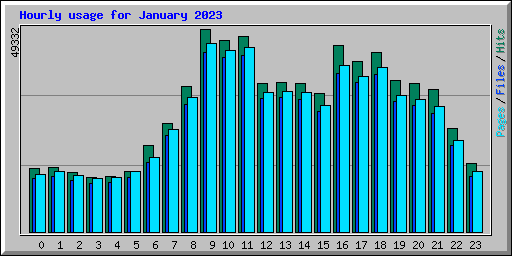 Hourly usage for January 2023
49332
Pages / Files / Hits
0 1 2 3 4 5 6 7 8 9 10 11 12 13 14 15 16 17 18 19 20 21 22 23